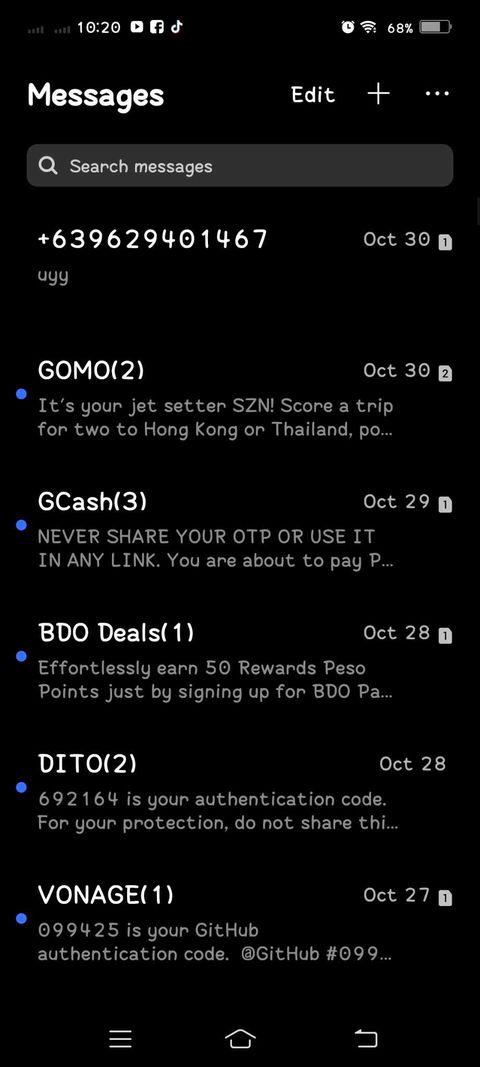 10:20
68%
Messages
Edit
Search messages
+639629401467
Oct 30 1
uyy
GOMO(2)
Oct 30 2
It's your jet setter SZN! Score a trip
for two to Hong Kong or Thailand, po...
GCash(3)
Oct 29 1
NEVER SHARE YOUR OTP OR USE IT
IN ANY LINK. You are about to pay P...
BDO Deals(1)
Oct 28 1
Effortlessly earn 50 Rewards Peso
Points just by signing up for BDO Pa...
DITO(2)
Oct 28
692164 is your authentication code.
For your protection, do not share thi...
VONAGE(1)
Oct 27 1
099425 is your GitHub
authentication code.  @GitHub #099...